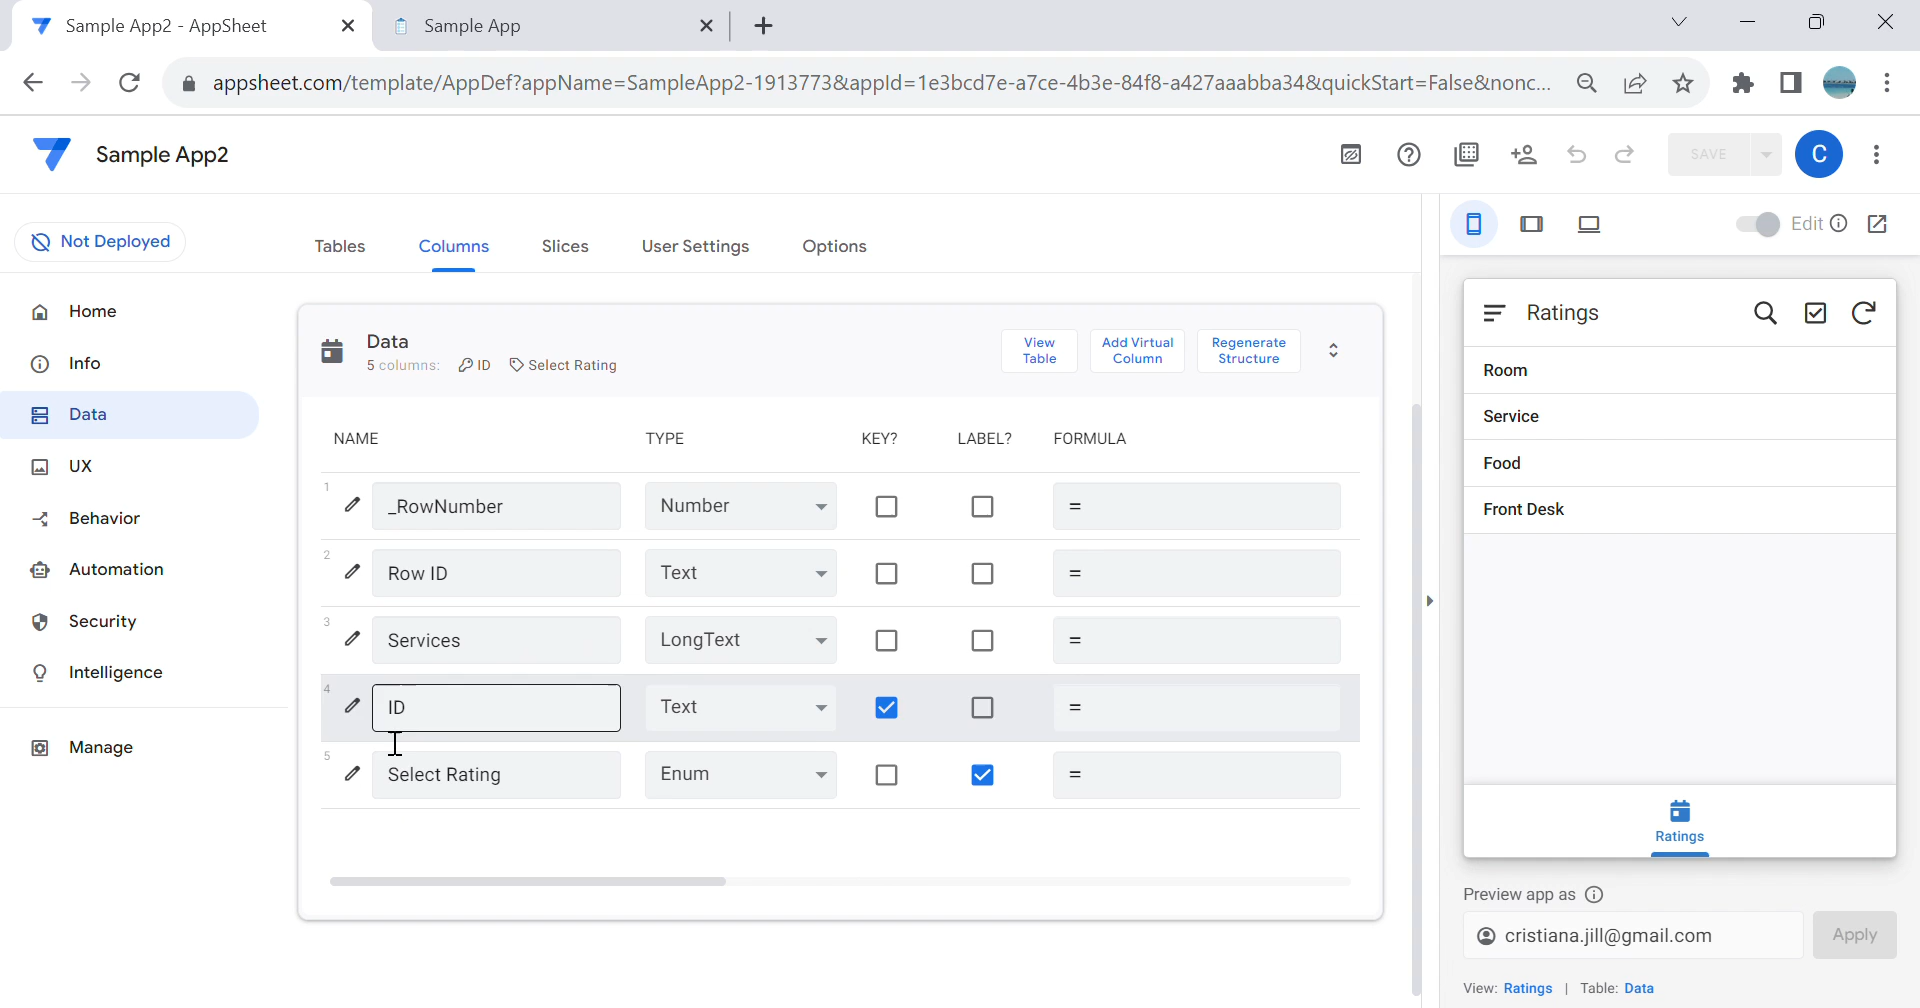 Sample App2 - AppSheet
Sample App
appsheet.com/template/AppDef?appName=SampleApp2-1913773&appId=1e3bcd7e-a7ce-4b3e-84f8-a427aaabba34&quickStart=False&nonc...
Sample App2
SAVE
C
Not Deployed
Tables
Columns
Slices
User Settings
Options
Edit
Home
Info
Data
UX
Behavior
Automation
Security
Intelligence
Manage
Data
5 columns: ID Select Rating
View Table
Add Virtual Column
Regenerate Structure
NAME TYPE KEY? LABEL? FORMULA
1 _RowNumber Number =
2 Row ID Text =
3 Services LongText =
4 ID Text =
5 Select Rating Enum =
Ratings
Room
Service
Food
Front Desk
Ratings
Preview app as
cristiana.jill@gmail.com
Apply
View: Ratings | Table: Data